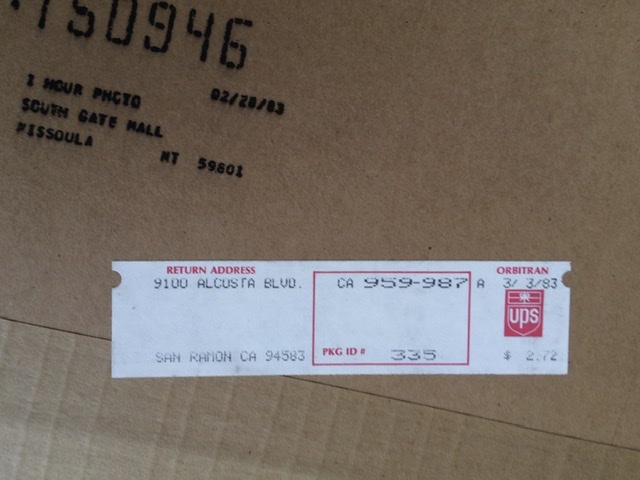 TSD946
1 HOUR PHOTO 02/28/83
SOUTH GATE MALL
MISSOULA MT 59801
RETURN ADDRESS ORBITRAN
9100 ALCOSTA BLVD. CA 959-987 A 3/ 3/83
ups
SAN RAMON CA 94583 PKG ID # 335 $ 2.72